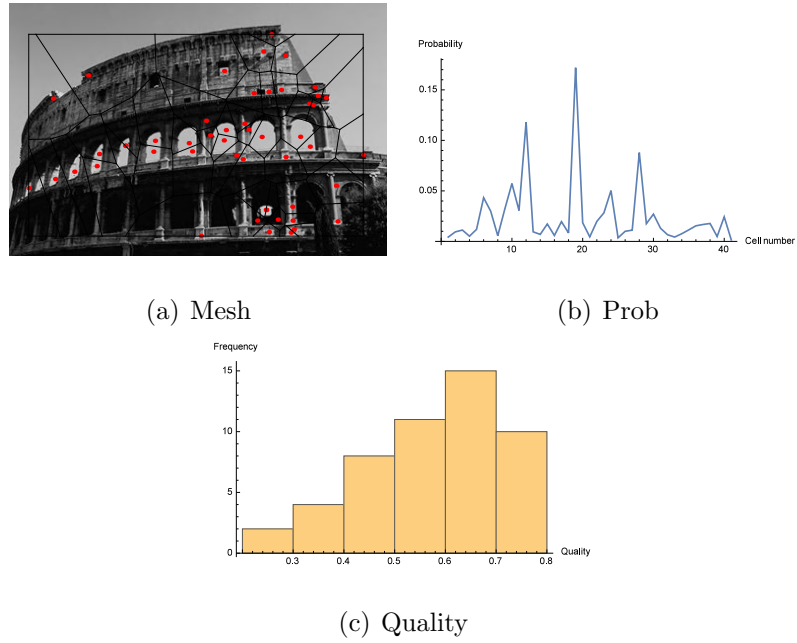 Probability
0.15
0.10
0.05
10 20 30 40
Cell number
(a) Mesh
(b) Prob
Frequency
15
10
5
0
0.3 0.4 0.5 0.6 0.7 0.8
Quality
(c) Quality